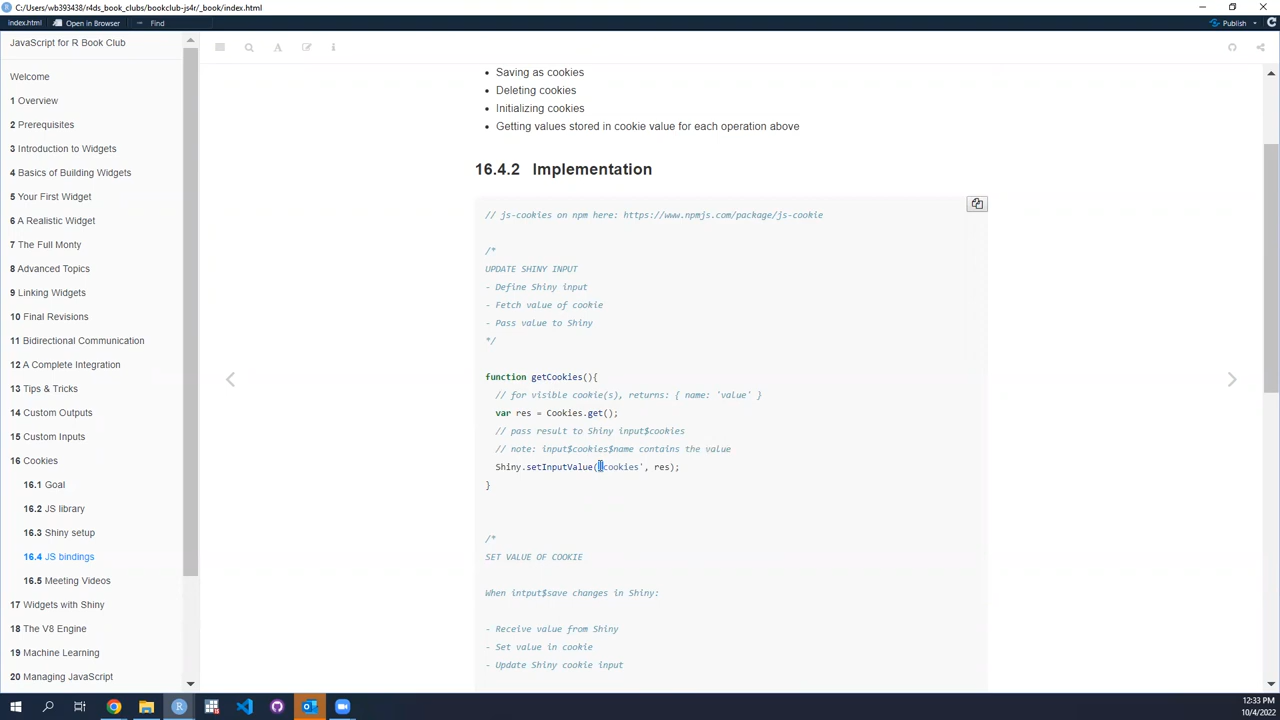 C:/Users/wb393438/r4ds_book_clubs/bookclub-js4r/_book/index.html
index.html Open in Browser Find Publish
JavaScript for R Book Club
Welcome
1 Overview
2 Prerequisites
3 Introduction to Widgets
4 Basics of Building Widgets
5 Your First Widget
6 A Realistic Widget
7 The Full Monty
8 Advanced Topics
9 Linking Widgets
10 Final Revisions
11 Bidirectional Communication
12 A Complete Integration
13 Tips & Tricks
14 Custom Outputs
15 Custom Inputs
16 Cookies
16.1 Goal
16.2 JS library
16.3 Shiny setup
16.4 JS bindings
16.5 Meeting Videos
17 Widgets with Shiny
18 The V8 Engine
19 Machine Learning
20 Managing JavaScript
• Saving as cookies
• Deleting cookies
• Initializing cookies
• Getting values stored in cookie value for each operation above
16.4.2 Implementation
// js-cookies on npm here: https://www.npmjs.com/package/js-cookie
/*
UPDATE SHINY INPUT
- Define Shiny input
- Fetch value of cookie
- Pass value to Shiny
*/
function getCookies(){
// for visible cookie(s), returns: { name: 'value' }
var res = Cookies.get();
// pass result to Shiny input$cookies
// note: input$cookies$name contains the value
Shiny.setInputValue('cookies', res);
}
/*
SET VALUE OF COOKIE
When intput$save changes in Shiny:
- Receive value from Shiny
- Set value in cookie
- Update Shiny cookie input
12:33 PM
10/4/2022